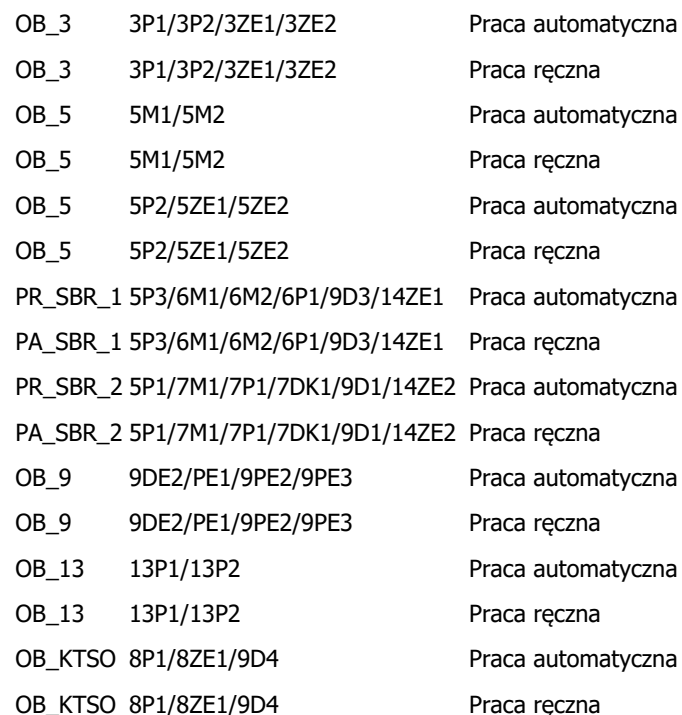 OB_3 3P1/3P2/3ZE1/3ZE2 Praca automatyczna
OB_3 3P1/3P2/3ZE1/3ZE2 Praca ręczna
OB_5 5M1/5M2 Praca automatyczna
OB_5 5M1/5M2 Praca ręczna
OB_5 5P2/5ZE1/5ZE2 Praca automatyczna
OB_5 5P2/5ZE1/5ZE2 Praca ręczna
PR_SBR_1 5P3/6M1/6M2/6P1/9D3/14ZE1 Praca automatyczna
PA_SBR_1 5P3/6M1/6M2/6P1/9D3/14ZE1 Praca ręczna
PR_SBR_2 5P1/7M1/7P1/7DK1/9D1/14ZE2 Praca automatyczna
PA_SBR_2 5P1/7M1/7P1/7DK1/9D1/14ZE2 Praca ręczna
OB_9 9DE2/PE1/9PE2/9PE3 Praca automatyczna
OB_9 9DE2/PE1/9PE2/9PE3 Praca ręczna
OB_13 13P1/13P2 Praca automatyczna
OB_13 13P1/13P2 Praca ręczna
OB_KTSO 8P1/8ZE1/9D4 Praca automatyczna
OB_KTSO 8P1/8ZE1/9D4 Praca ręczna